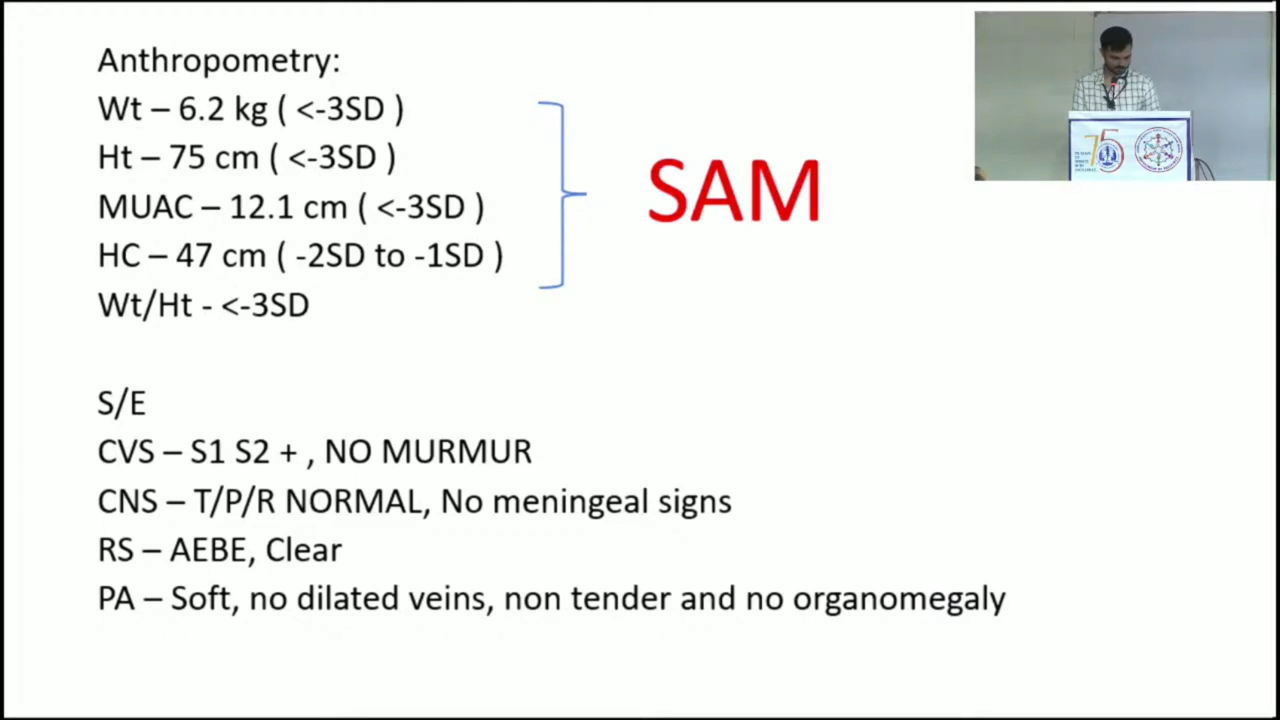 Anthropometry:
Wt – 6.2 kg ( <-3SD )
Ht – 75 cm ( <-3SD )
MUAC – 12.1 cm ( <-3SD )
HC – 47 cm ( -2SD to -1SD )
Wt/Ht - <-3SD
SAM
S/E
CVS – S1 S2 + , NO MURMUR
CNS – T/P/R NORMAL, No meningeal signs
RS – AEBE, Clear
PA – Soft, no dilated veins, non tender and no organomegaly
75